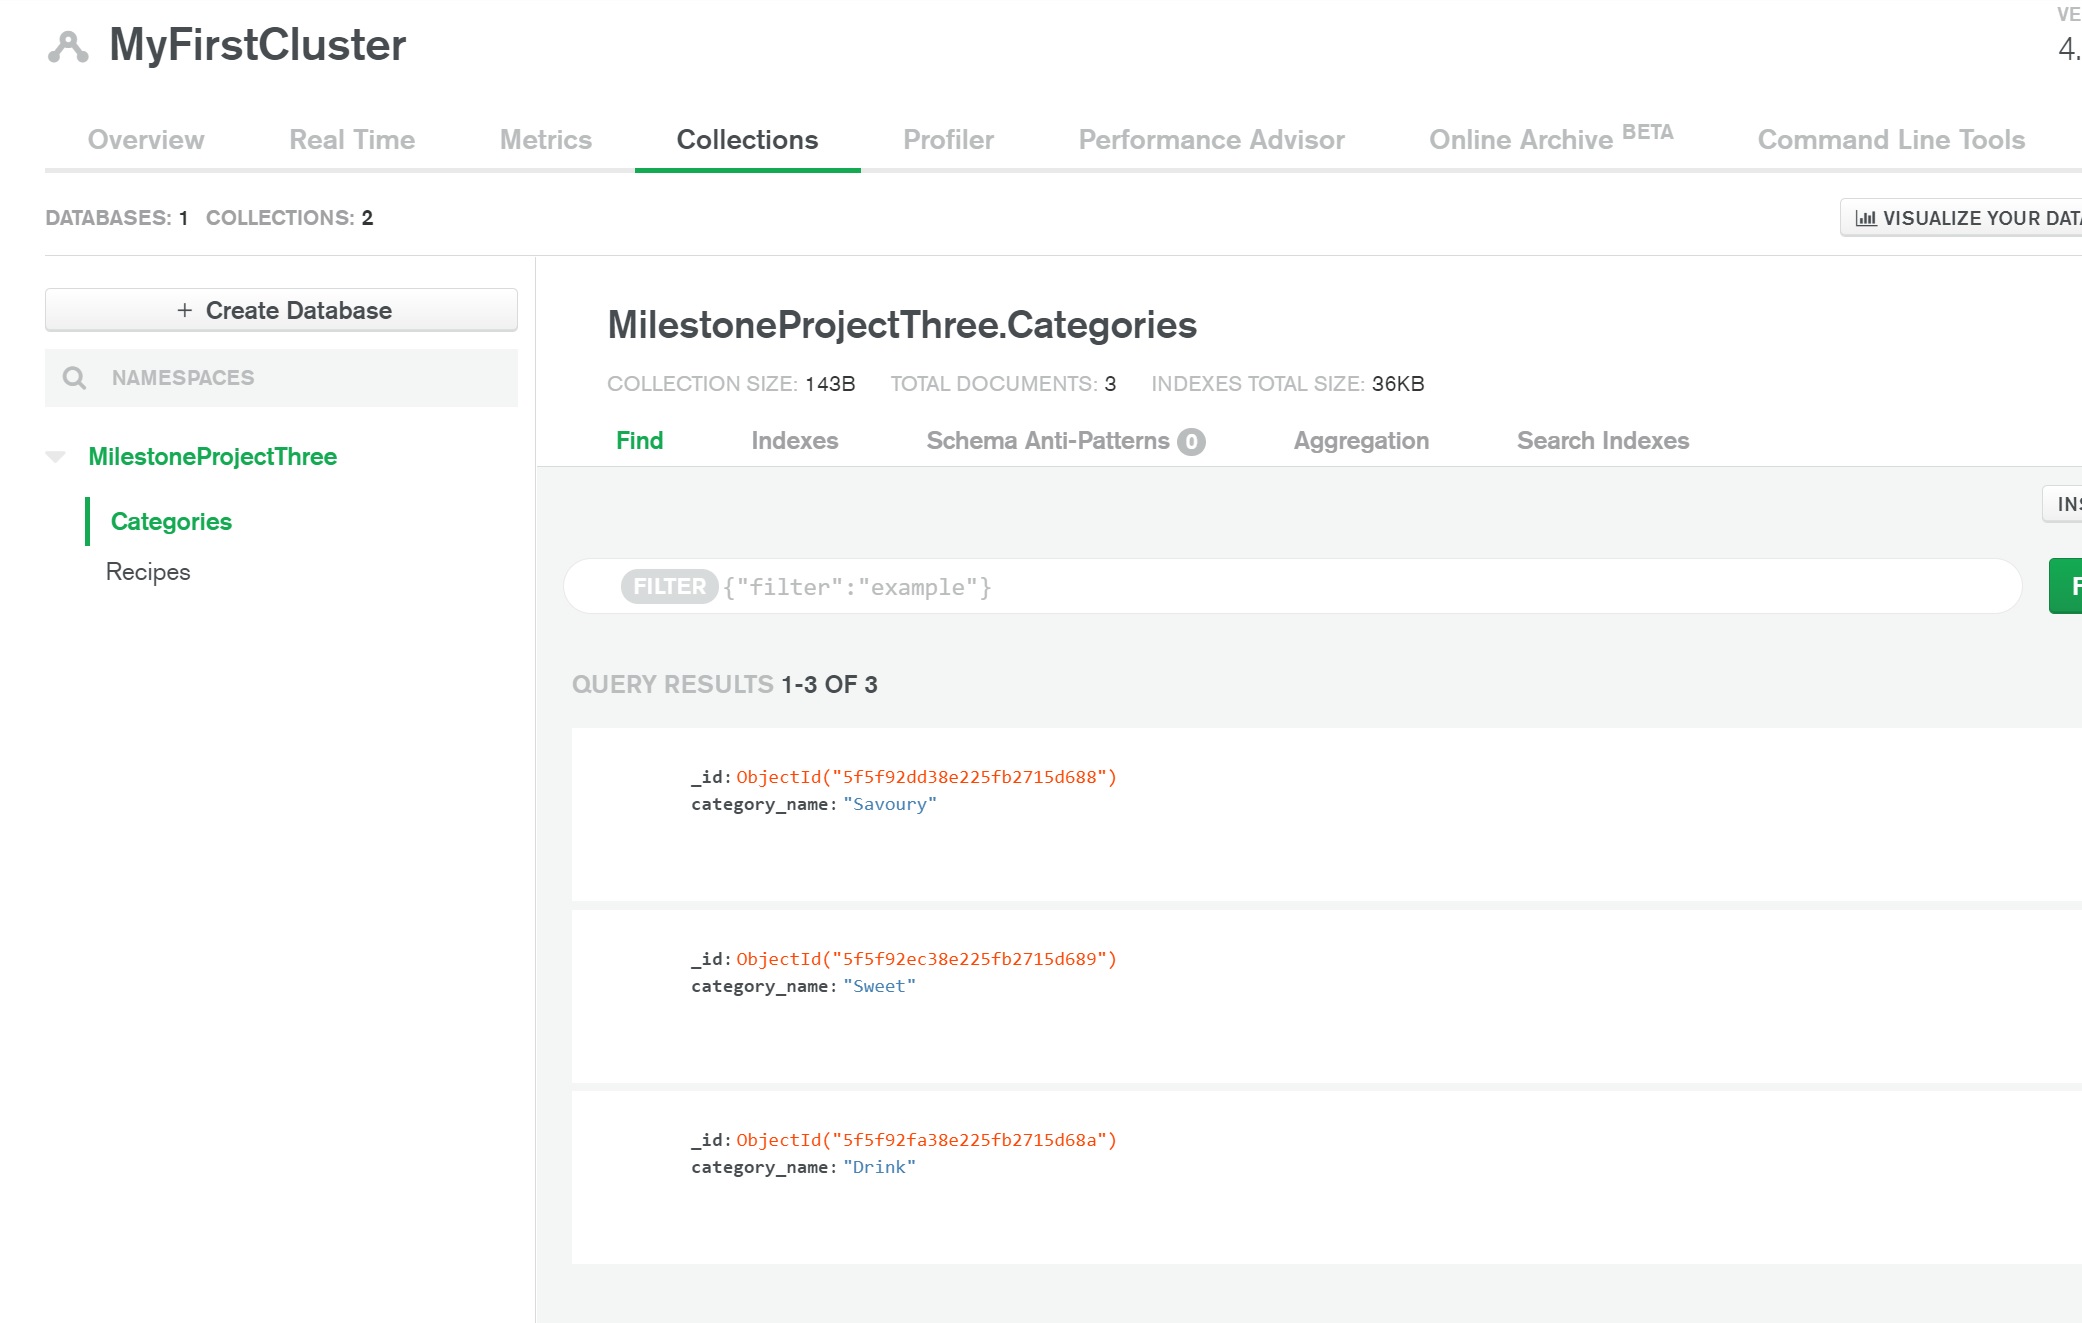 MyFirstCluster
VE
4.
Overview Real Time Metrics Collections Profiler Performance Advisor Online Archive BETA Command Line Tools
DATABASES: 1 COLLECTIONS: 2
VISUALIZE YOUR DATA
+ Create Database
NAMESPACES
MilestoneProjectThree
Categories
Recipes
MilestoneProjectThree.Categories
COLLECTION SIZE: 143B TOTAL DOCUMENTS: 3 INDEXES TOTAL SIZE: 36KB
Find Indexes Schema Anti-Patterns 0 Aggregation Search Indexes
INS
FILTER {"filter":"example"}
F
QUERY RESULTS 1-3 OF 3
_id: ObjectId("5f5f92dd38e225fb2715d688")
category_name: "Savoury"
_id: ObjectId("5f5f92ec38e225fb2715d689")
category_name: "Sweet"
_id: ObjectId("5f5f92fa38e225fb2715d68a")
category_name: "Drink"